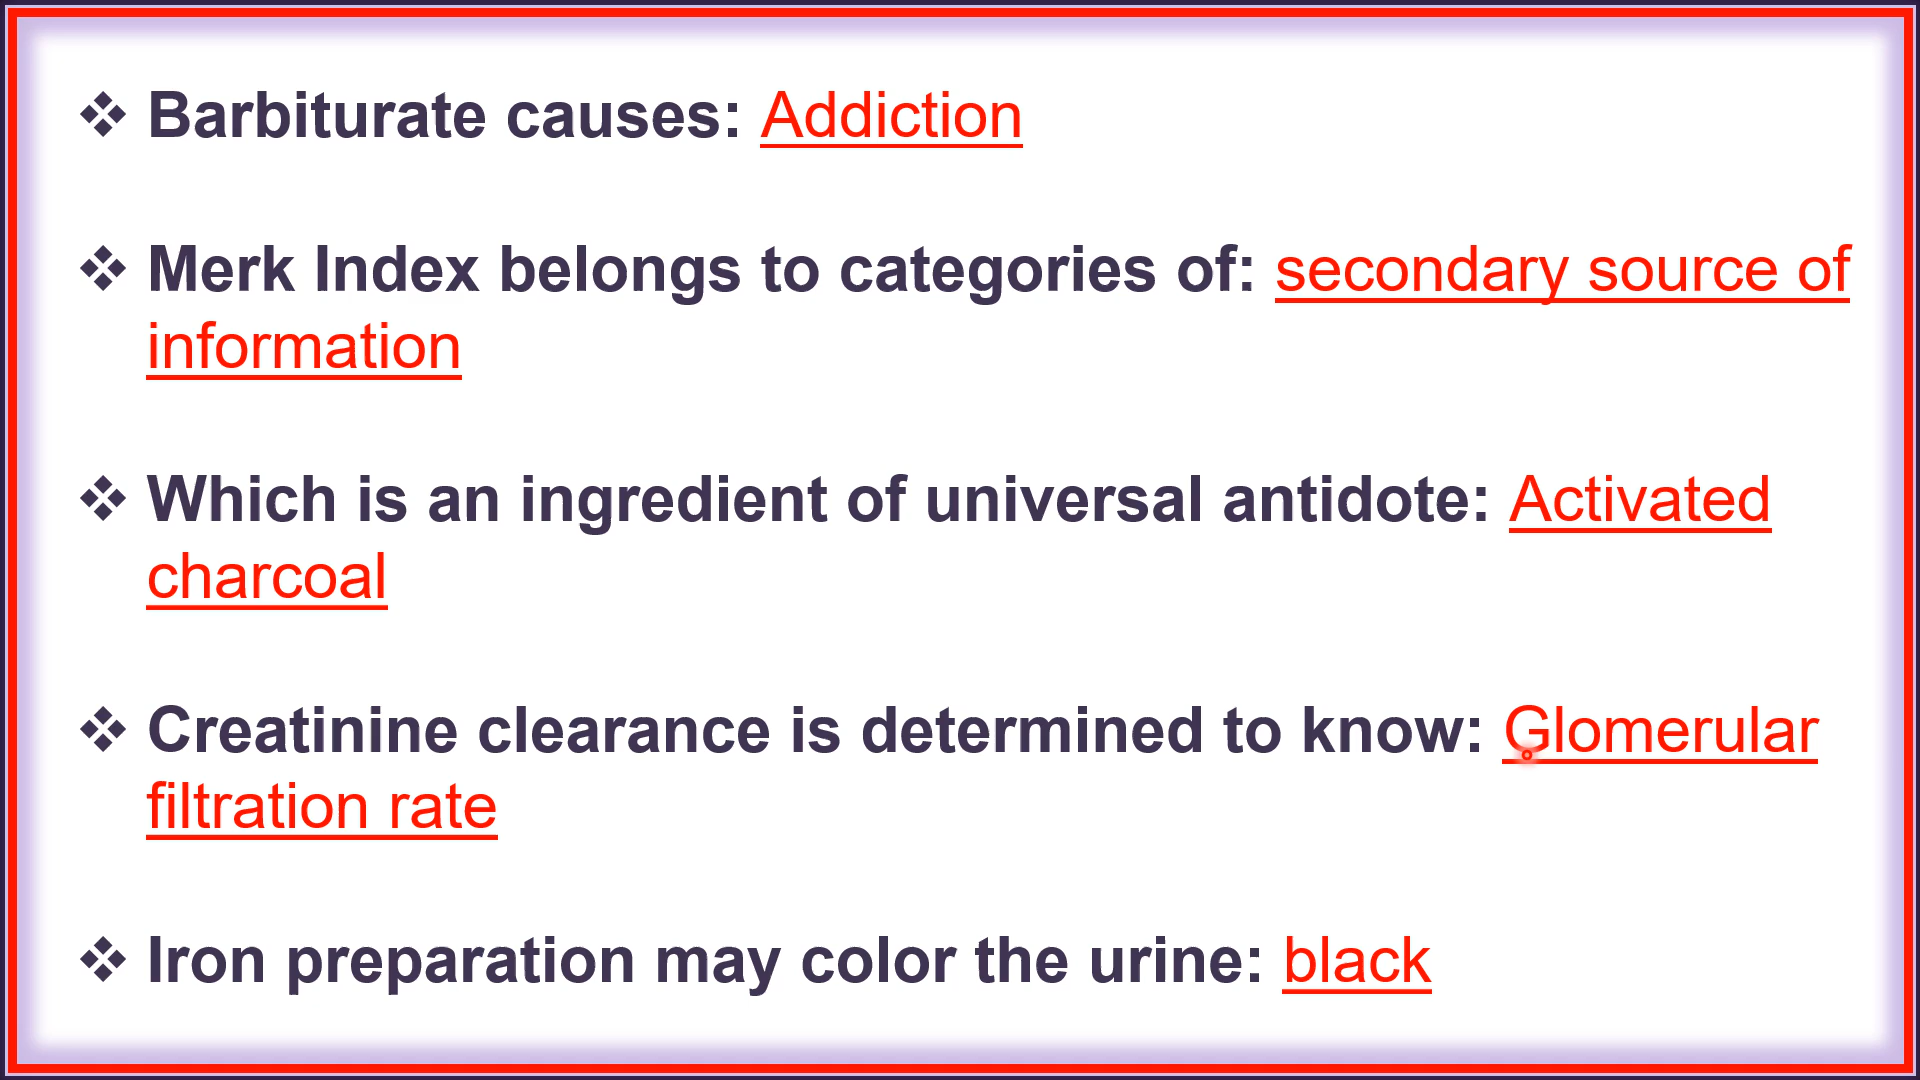 ❖ Barbiturate causes: Addiction
❖ Merk Index belongs to categories of: secondary source of
information
❖ Which is an ingredient of universal antidote: Activated
charcoal
❖ Creatinine clearance is determined to know: Glomerular
filtration rate
❖ Iron preparation may color the urine: black